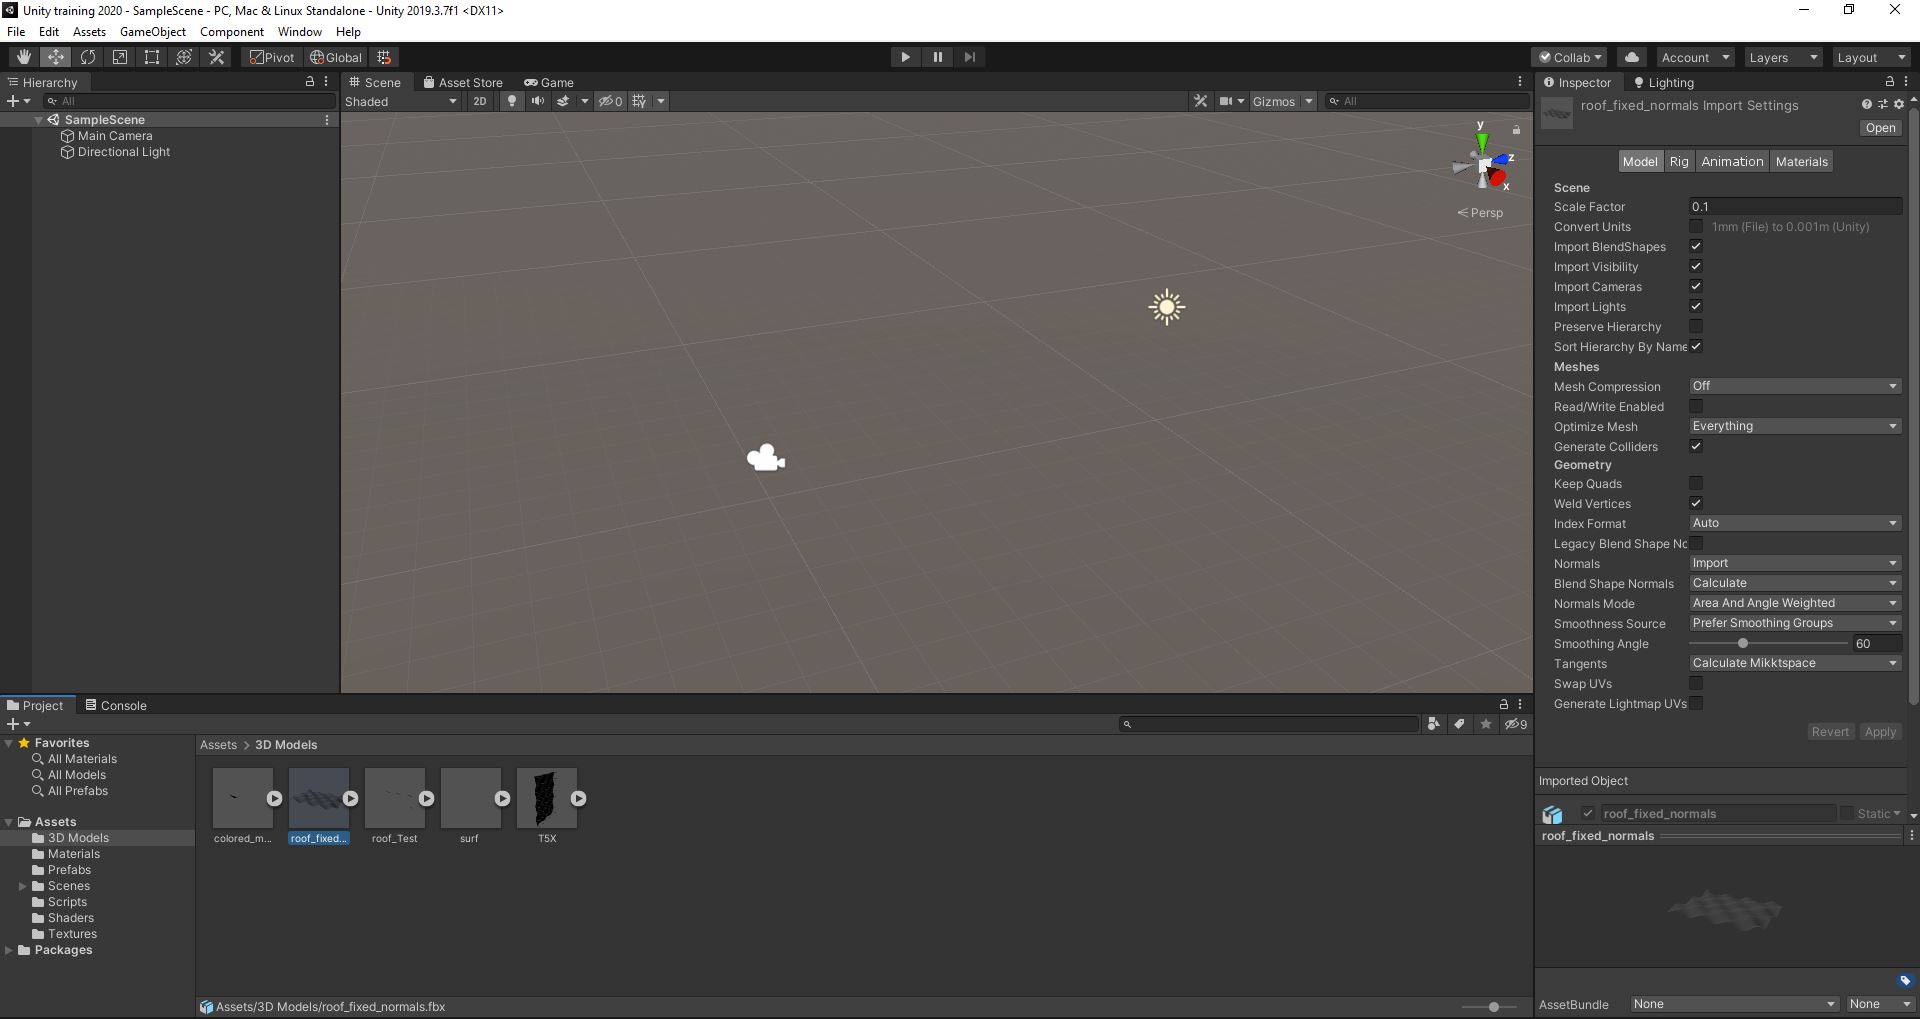 Unity training 2020 - SampleScene - PC, Mac & Linux Standalone - Unity 2019.3.7f1 <DX11>
File Edit Assets GameObject Component Window Help
Pivot Global Collab Account Layers Layout
Hierarchy
All
SampleScene
Main Camera
Directional Light
Scene Asset Store Game
Shaded 2D 0 Gizmos All
y
z
x
Persp
Inspector Lighting
roof_fixed_normals Import Settings
Open
Model Rig Animation Materials
Scene
Scale Factor 0.1
Convert Units 1mm (File) to 0.001m (Unity)
Import BlendShapes
Import Visibility
Import Cameras
Import Lights
Preserve Hierarchy
Sort Hierarchy By Name
Meshes
Mesh Compression Off
Read/Write Enabled
Optimize Mesh Everything
Generate Colliders
Geometry
Keep Quads
Weld Vertices
Index Format Auto
Legacy Blend Shape No
Normals Import
Blend Shape Normals Calculate
Normals Mode Area And Angle Weighted
Smoothness Source Prefer Smoothing Groups
Smoothing Angle 60
Tangents Calculate Mikktspace
Swap UVs
Generate Lightmap UVs
Revert Apply
Imported Object
roof_fixed_normals Static
roof_fixed_normals
AssetBundle None None
Project Console
9
Favorites
All Materials
All Models
All Prefabs
Assets
3D Models
Materials
Prefabs
Scenes
Scripts
Shaders
Textures
Packages
Assets > 3D Models
colored_m... roof_fixed... roof_Test surf T5X
Assets/3D Models/roof_fixed_normals.fbx